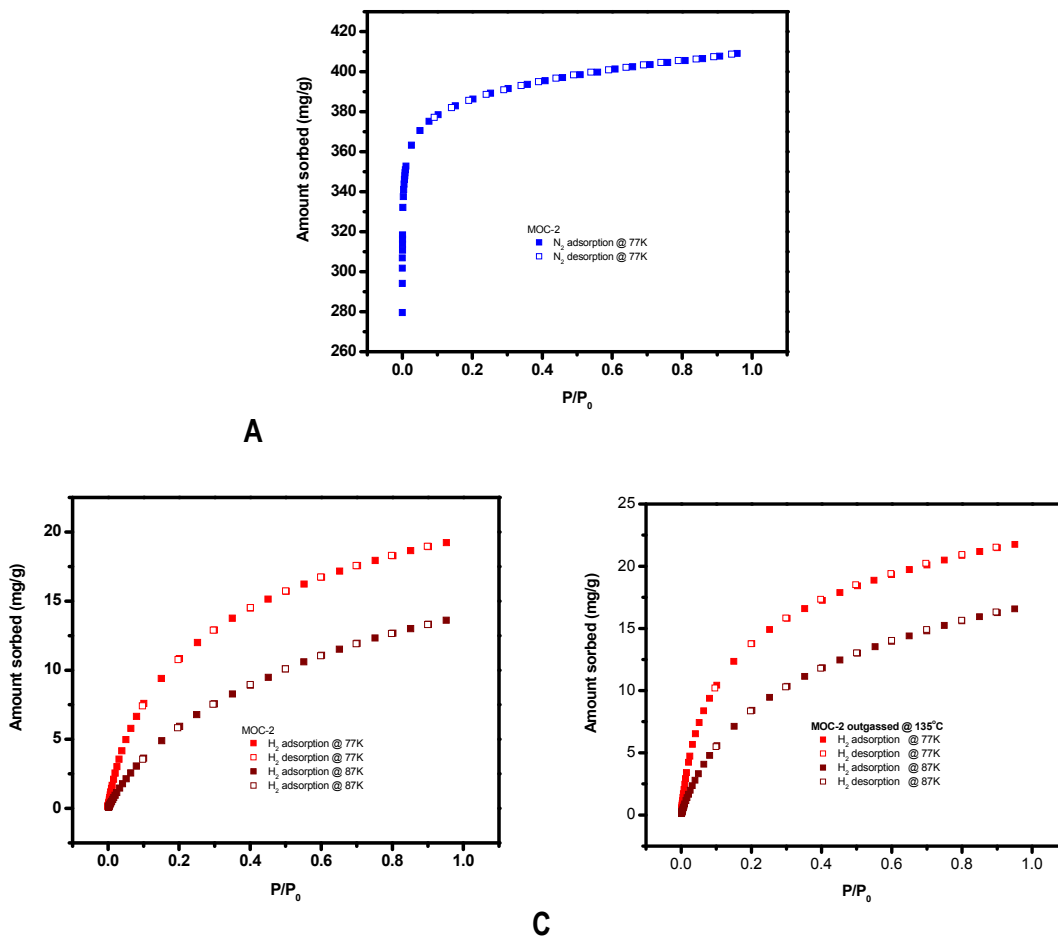 420
400
380
360
340
320
300
280
260
Amount sorbed (mg/g)
MOC-2
N₂ adsorption @ 77K
N₂ desorption @ 77K
0.0 0.2 0.4 0.6 0.8 1.0
P/P₀
A
20
15
10
5
0
Amount sorbed (mg/g)
MOC-2
H₂ adsorption @ 77K
H₂ desorption @ 77K
H₂ adsorption @ 87K
H₂ adsorption @ 87K
0.0 0.2 0.4 0.6 0.8 1.0
P/P₀
25
20
15
10
5
0
Amount sorbed (mg/g)
MOC-2 outgassed @ 135°C
H₂ adsorption @ 77K
H₂ desorption @ 77K
H₂ adsorption @ 87K
H₂ desorption @ 87K
0.0 0.2 0.4 0.6 0.8 1.0
P/P₀
C